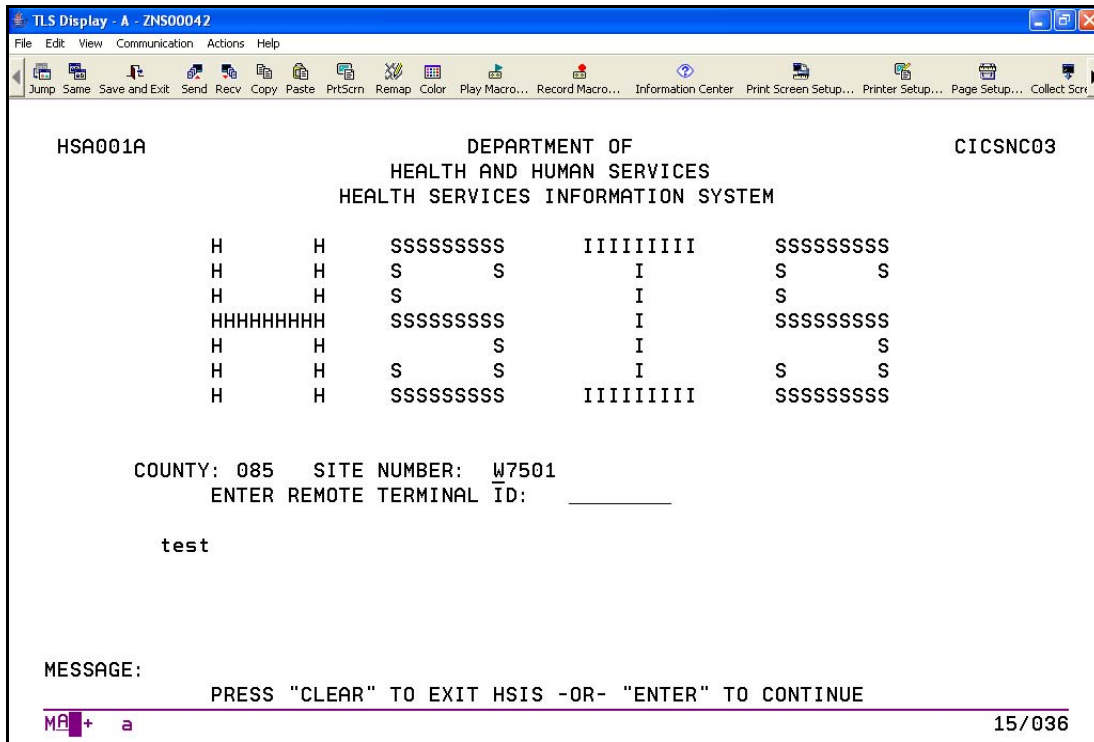 TLS Display - A - ZNS00042
File Edit View Communication Actions Help
Jump Same Save and Exit Send Recv Copy Paste PrtScrn Remap Color Play Macro... Record Macro... Information Center Print Screen Setup... Printer Setup... Page Setup... Collect Scre
HSA001A DEPARTMENT OF CICSNC03
HEALTH AND HUMAN SERVICES
HEALTH SERVICES INFORMATION SYSTEM
H H SSSSSSSSS IIIIIIIII SSSSSSSSS
H H S S I S S
H H S I S
HHHHHHHHH SSSSSSSSS I SSSSSSSSS
H H S I S
H H S S I S S
H H SSSSSSSSS IIIIIIIII SSSSSSSSS
COUNTY: 085 SITE NUMBER: W7501
ENTER REMOTE TERMINAL ID: ________
test
MESSAGE:
PRESS "CLEAR" TO EXIT HSIS -OR- "ENTER" TO CONTINUE
MA + a 15/036